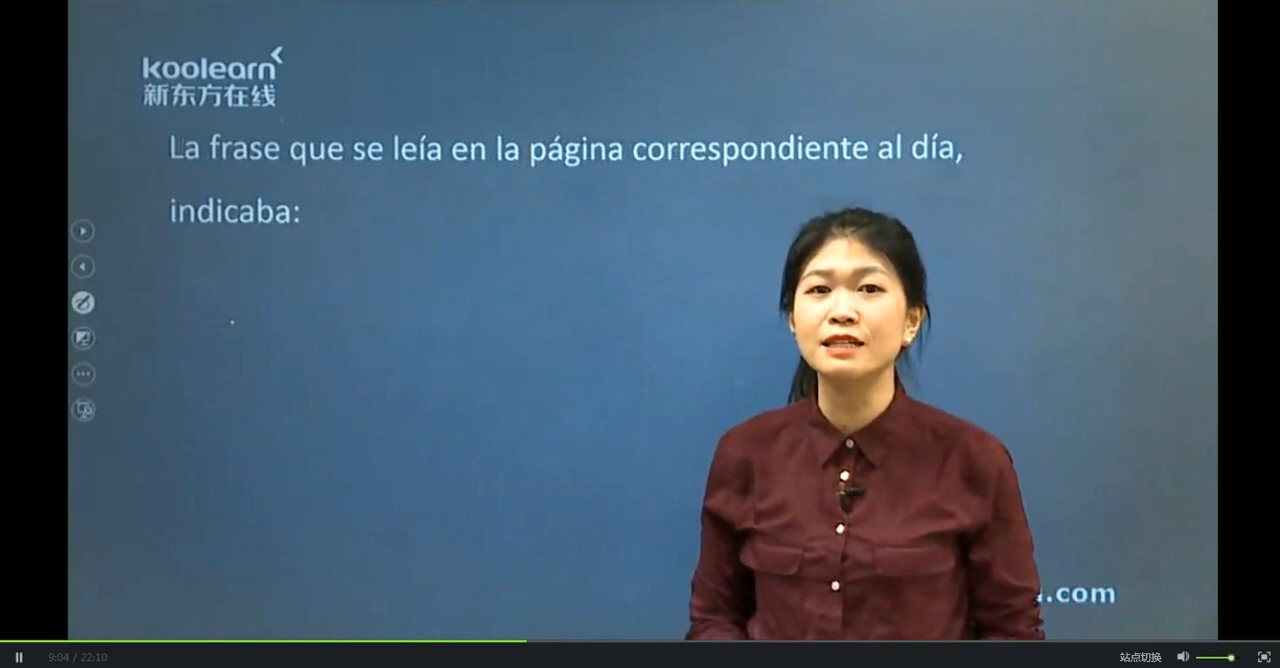 koolearn
新东方在线
La frase que se leía en la página correspondiente al día,
indicaba:
.com
9:04 / 22:10
站点切换